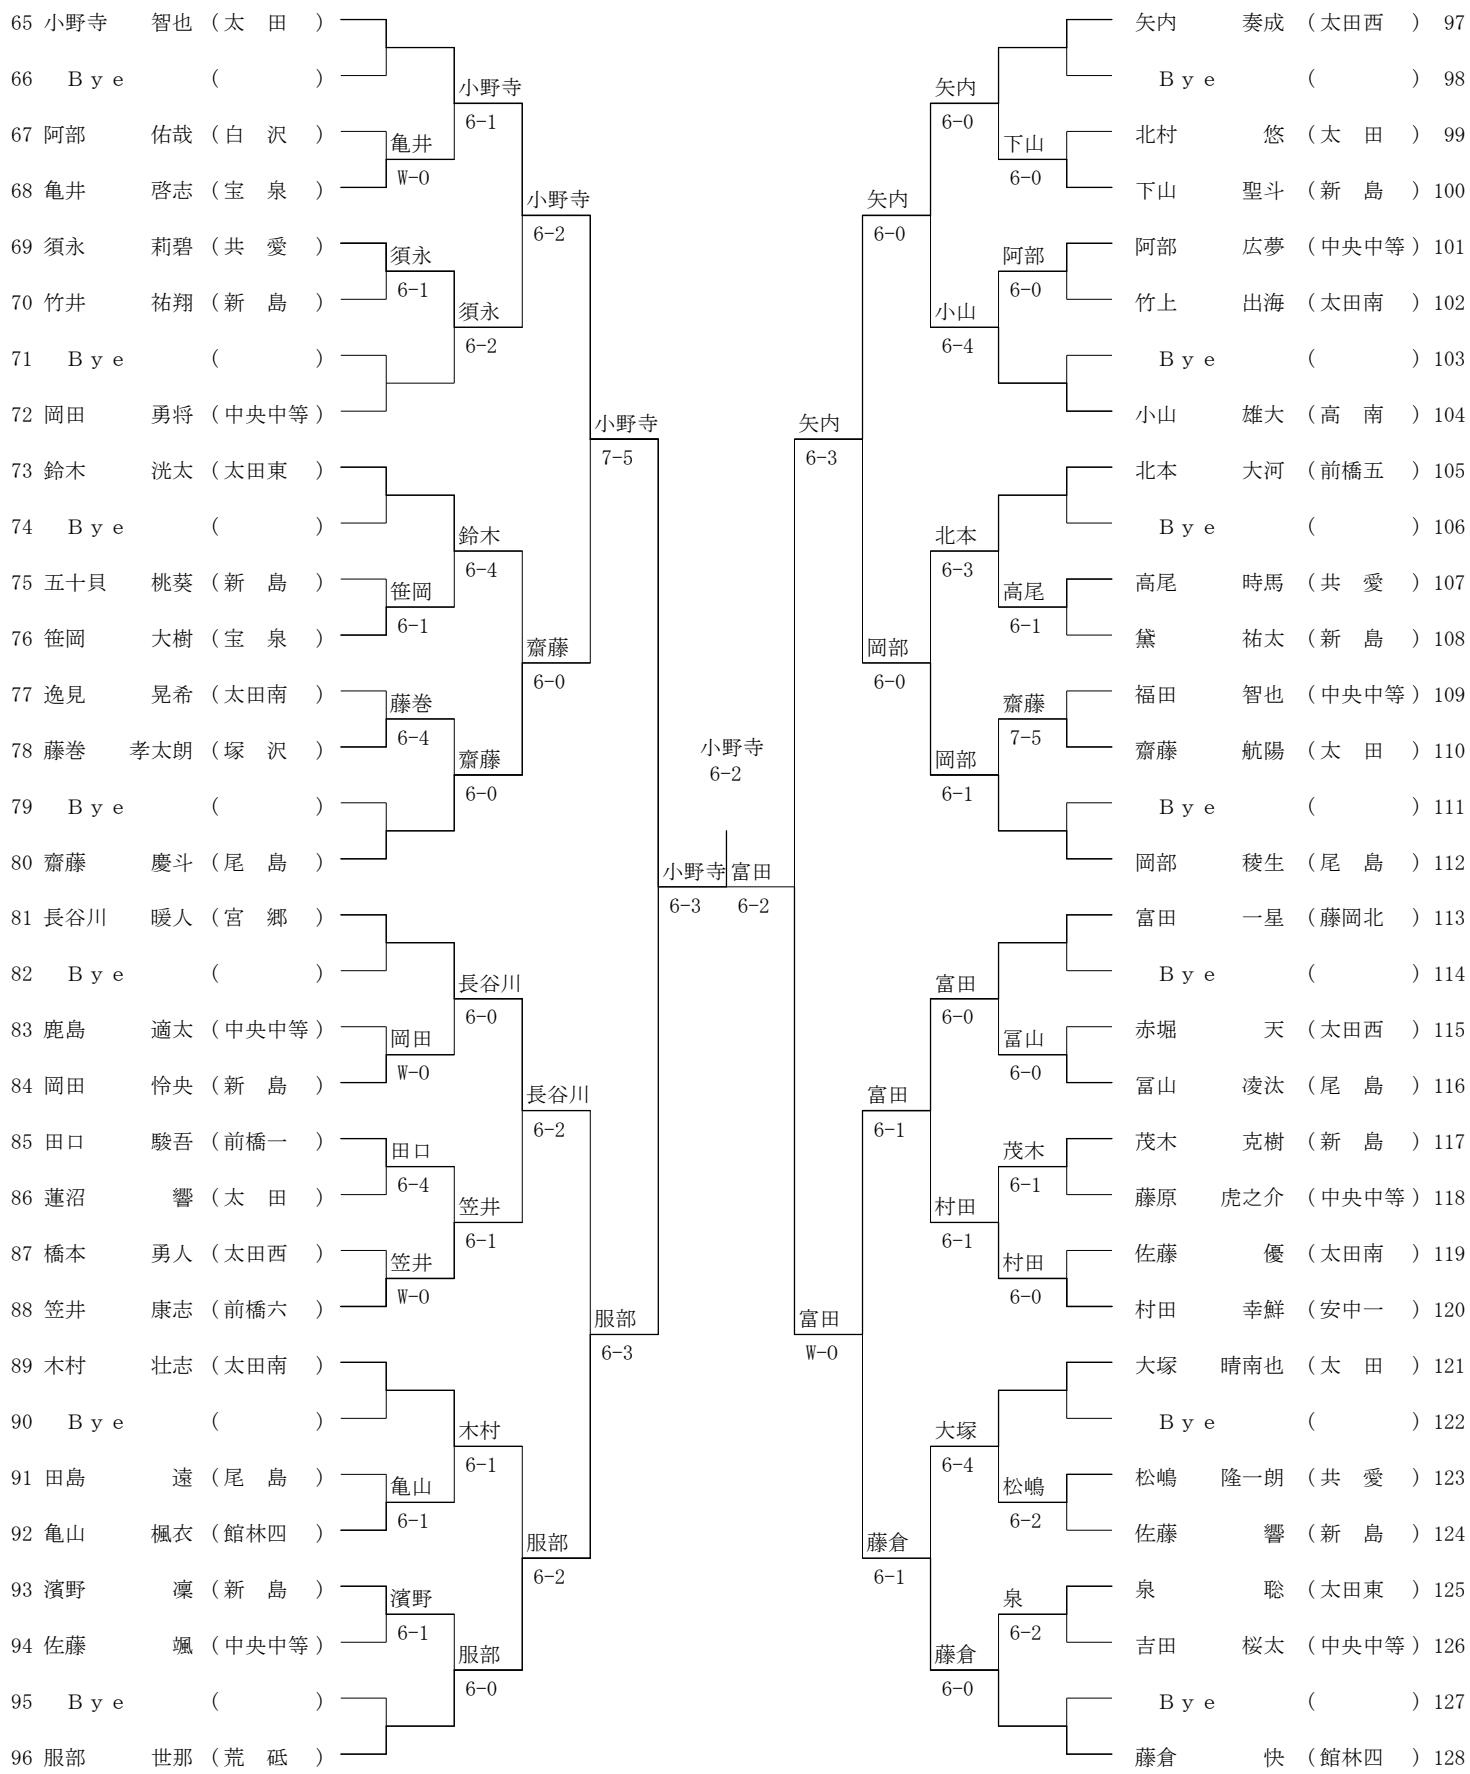 65 小野寺 智也 （太 田 ）
66 Ｂｙｅ （ ）
67 阿部 佑哉 （白 沢 ）
68 亀井 啓志 （宝 泉 ）
69 須永 莉碧 （共 愛 ）
70 竹井 祐翔 （新 島 ）
71 Ｂｙｅ （ ）
72 岡田 勇将 （中央中等）
73 鈴木 洸太 （太田東 ）
74 Ｂｙｅ （ ）
75 五十貝 桃葵 （新 島 ）
76 笹岡 大樹 （宝 泉 ）
77 逸見 晃希 （太田南 ）
78 藤巻 孝太朗 （塚 沢 ）
79 Ｂｙｅ （ ）
80 齋藤 慶斗 （尾 島 ）
81 長谷川 暖人 （宮 郷 ）
82 Ｂｙｅ （ ）
83 鹿島 適太 （中央中等）
84 岡田 怜央 （新 島 ）
85 田口 駿吾 （前橋一 ）
86 蓮沼 響 （太 田 ）
87 橋本 勇人 （太田西 ）
88 笠井 康志 （前橋六 ）
89 木村 壮志 （太田南 ）
90 Ｂｙｅ （ ）
91 田島 遠 （尾 島 ）
92 亀山 楓衣 （館林四 ）
93 濱野 凜 （新 島 ）
94 佐藤 颯 （中央中等）
95 Ｂｙｅ （ ）
96 服部 世那 （荒 砥 ）
亀井
W-0
須永
6-1
笹岡
6-1
藤巻
6-4
岡田
W-0
田口
6-4
笠井
W-0
亀山
6-1
濱野
6-1
小野寺
6-1
須永
6-2
鈴木
6-4
齋藤
6-0
長谷川
6-0
笠井
6-1
木村
6-1
服部
6-0
小野寺
6-2
齋藤
6-0
長谷川
6-2
服部
6-2
小野寺
7-5
服部
6-3
小野寺
6-3
小野寺
6-2
富田
6-2
矢内
6-3
富田
W-0
矢内
6-0
岡部
6-0
富田
6-1
藤倉
6-1
矢内
6-0
小山
6-4
北本
6-3
岡部
6-1
富田
6-0
村田
6-1
大塚
6-4
藤倉
6-0
下山
6-0
阿部
6-0
高尾
6-1
齋藤
7-5
冨山
6-0
茂木
6-1
村田
6-0
松嶋
6-2
泉
6-2
矢内 奏成 （太田西 ） 97
Ｂｙｅ （ ） 98
北村 悠 （太 田 ） 99
下山 聖斗 （新 島 ） 100
阿部 広夢 （中央中等） 101
竹上 出海 （太田南 ） 102
Ｂｙｅ （ ） 103
小山 雄大 （高 南 ） 104
北本 大河 （前橋五 ） 105
Ｂｙｅ （ ） 106
高尾 時馬 （共 愛 ） 107
黛 祐太 （新 島 ） 108
福田 智也 （中央中等） 109
齋藤 航陽 （太 田 ） 110
Ｂｙｅ （ ） 111
岡部 稜生 （尾 島 ） 112
富田 一星 （藤岡北 ） 113
Ｂｙｅ （ ） 114
赤堀 天 （太田西 ） 115
冨山 凌汰 （尾 島 ） 116
茂木 克樹 （新 島 ） 117
藤原 虎之介 （中央中等） 118
佐藤 優 （太田南 ） 119
村田 幸鮮 （安中一 ） 120
大塚 晴南也 （太 田 ） 121
Ｂｙｅ （ ） 122
松嶋 隆一朗 （共 愛 ） 123
佐藤 響 （新 島 ） 124
泉 聡 （太田東 ） 125
吉田 桜太 （中央中等） 126
Ｂｙｅ （ ） 127
藤倉 快 （館林四 ） 128